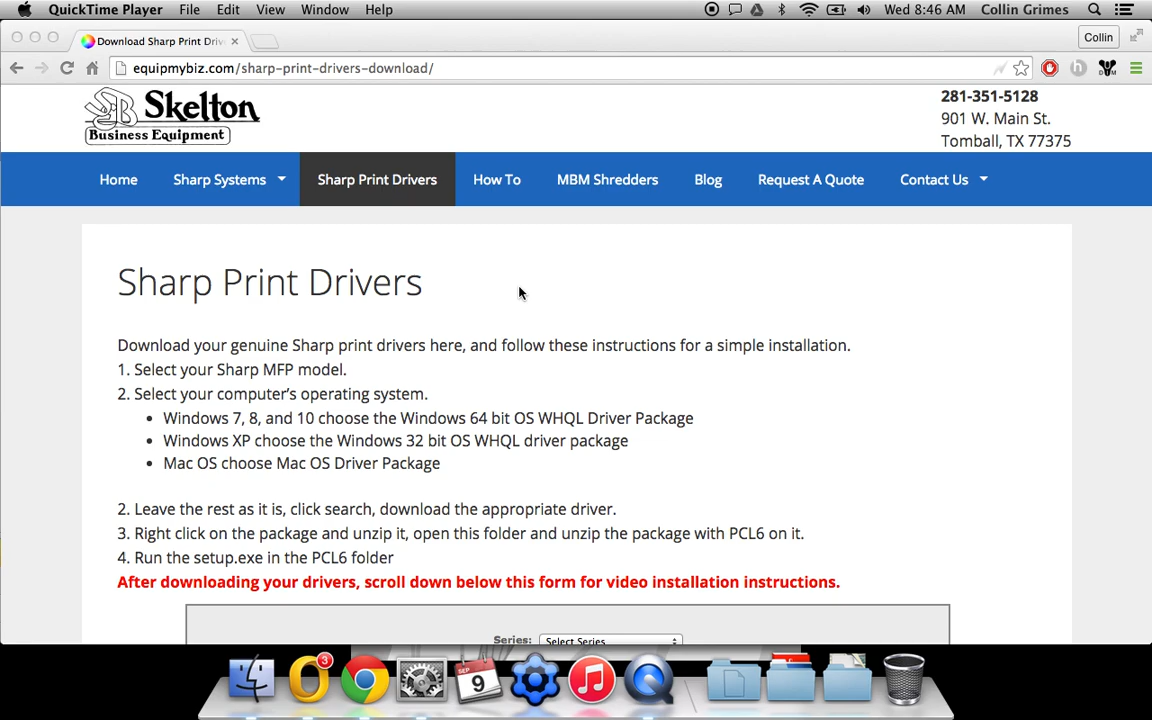 QuickTime Player File Edit View Window Help Wed 8:46 AM Collin Grimes
Download Sharp Print Driv Collin
equipmybiz.com/sharp-print-drivers-download/
Skelton
Business Equipment
281-351-5128
901 W. Main St.
Tomball, TX 77375
Home Sharp Systems Sharp Print Drivers How To MBM Shredders Blog Request A Quote Contact Us
Sharp Print Drivers
Download your genuine Sharp print drivers here, and follow these instructions for a simple installation.
1. Select your Sharp MFP model.
2. Select your computer’s operating system.
• Windows 7, 8, and 10 choose the Windows 64 bit OS WHQL Driver Package
• Windows XP choose the Windows 32 bit OS WHQL driver package
• Mac OS choose Mac OS Driver Package
2. Leave the rest as it is, click search, download the appropriate driver.
3. Right click on the package and unzip it, open this folder and unzip the package with PCL6 on it.
4. Run the setup.exe in the PCL6 folder
After downloading your drivers, scroll down below this form for video installation instructions.
Series: Select Series
3
SEP
9